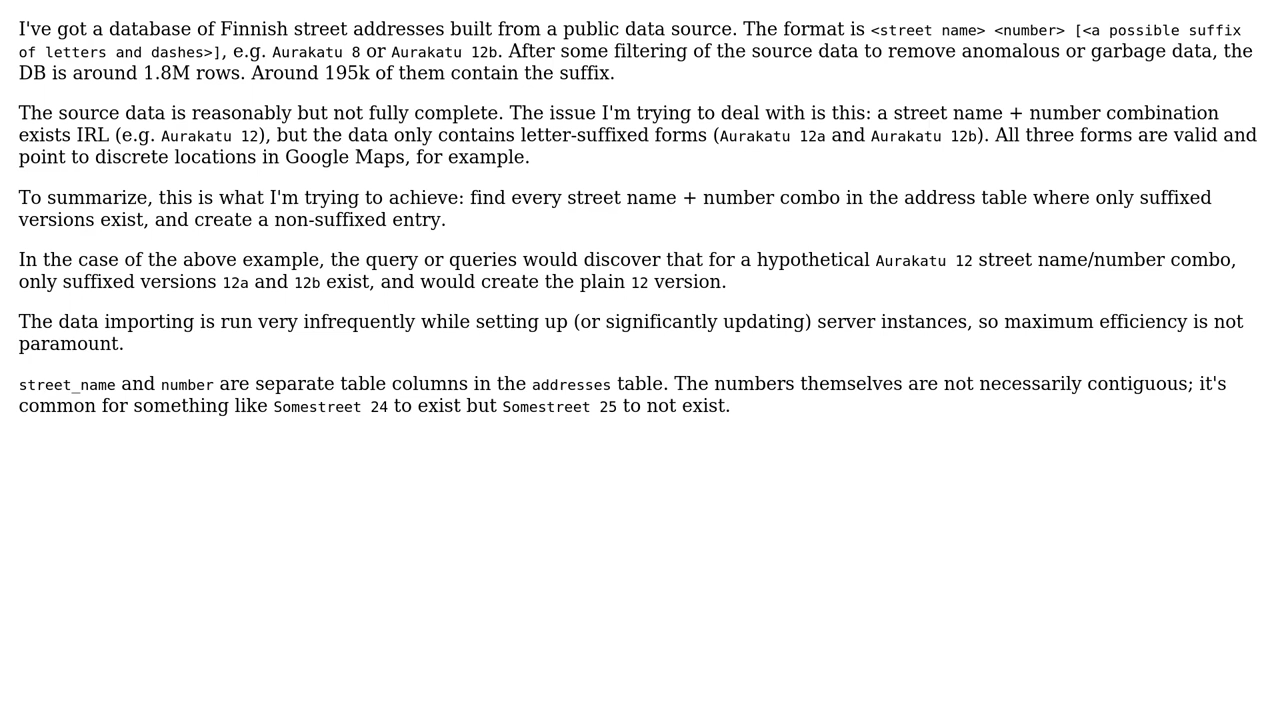 I've got a database of Finnish street addresses built from a public data source. The format is <street name> <number> [<a possible suffix
of letters and dashes>], e.g. Aurakatu 8 or Aurakatu 12b. After some filtering of the source data to remove anomalous or garbage data, the
DB is around 1.8M rows. Around 195k of them contain the suffix.
The source data is reasonably but not fully complete. The issue I'm trying to deal with is this: a street name + number combination
exists IRL (e.g. Aurakatu 12), but the data only contains letter-suffixed forms (Aurakatu 12a and Aurakatu 12b). All three forms are valid and
point to discrete locations in Google Maps, for example.
To summarize, this is what I'm trying to achieve: find every street name + number combo in the address table where only suffixed
versions exist, and create a non-suffixed entry.
In the case of the above example, the query or queries would discover that for a hypothetical Aurakatu 12 street name/number combo,
only suffixed versions 12a and 12b exist, and would create the plain 12 version.
The data importing is run very infrequently while setting up (or significantly updating) server instances, so maximum efficiency is not
paramount.
street_name and number are separate table columns in the addresses table. The numbers themselves are not necessarily contiguous; it's
common for something like Somestreet 24 to exist but Somestreet 25 to not exist.